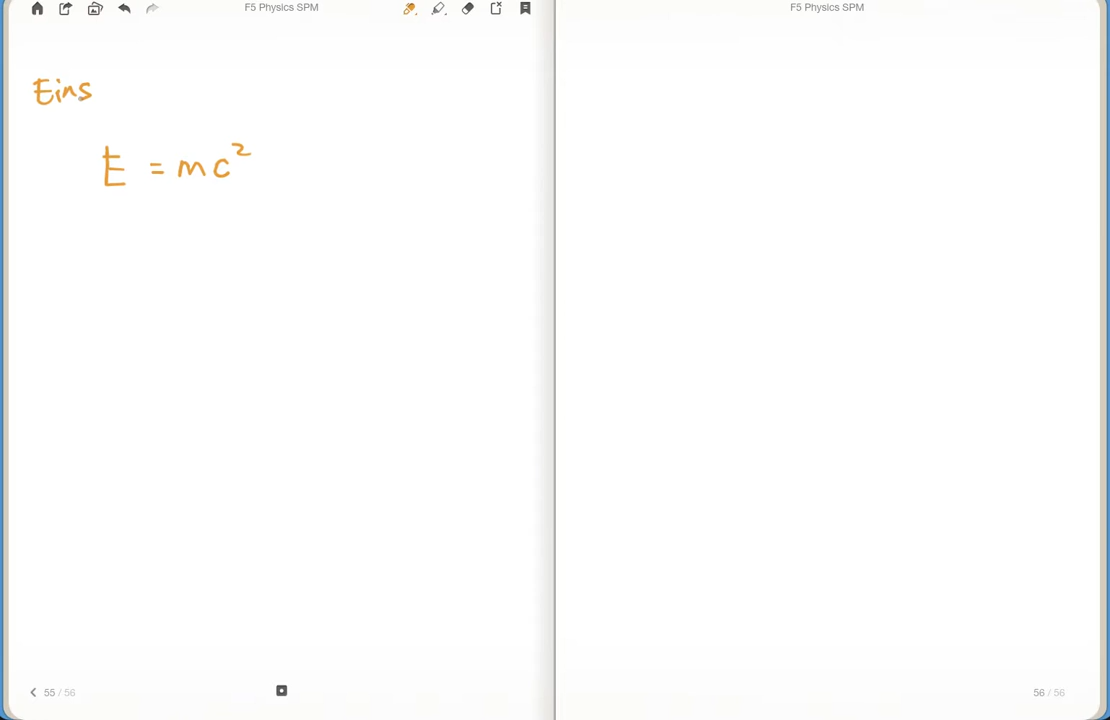 F5 Physics SPM
F5 Physics SPM
Eins
E = mc²
55 / 56
56 / 56